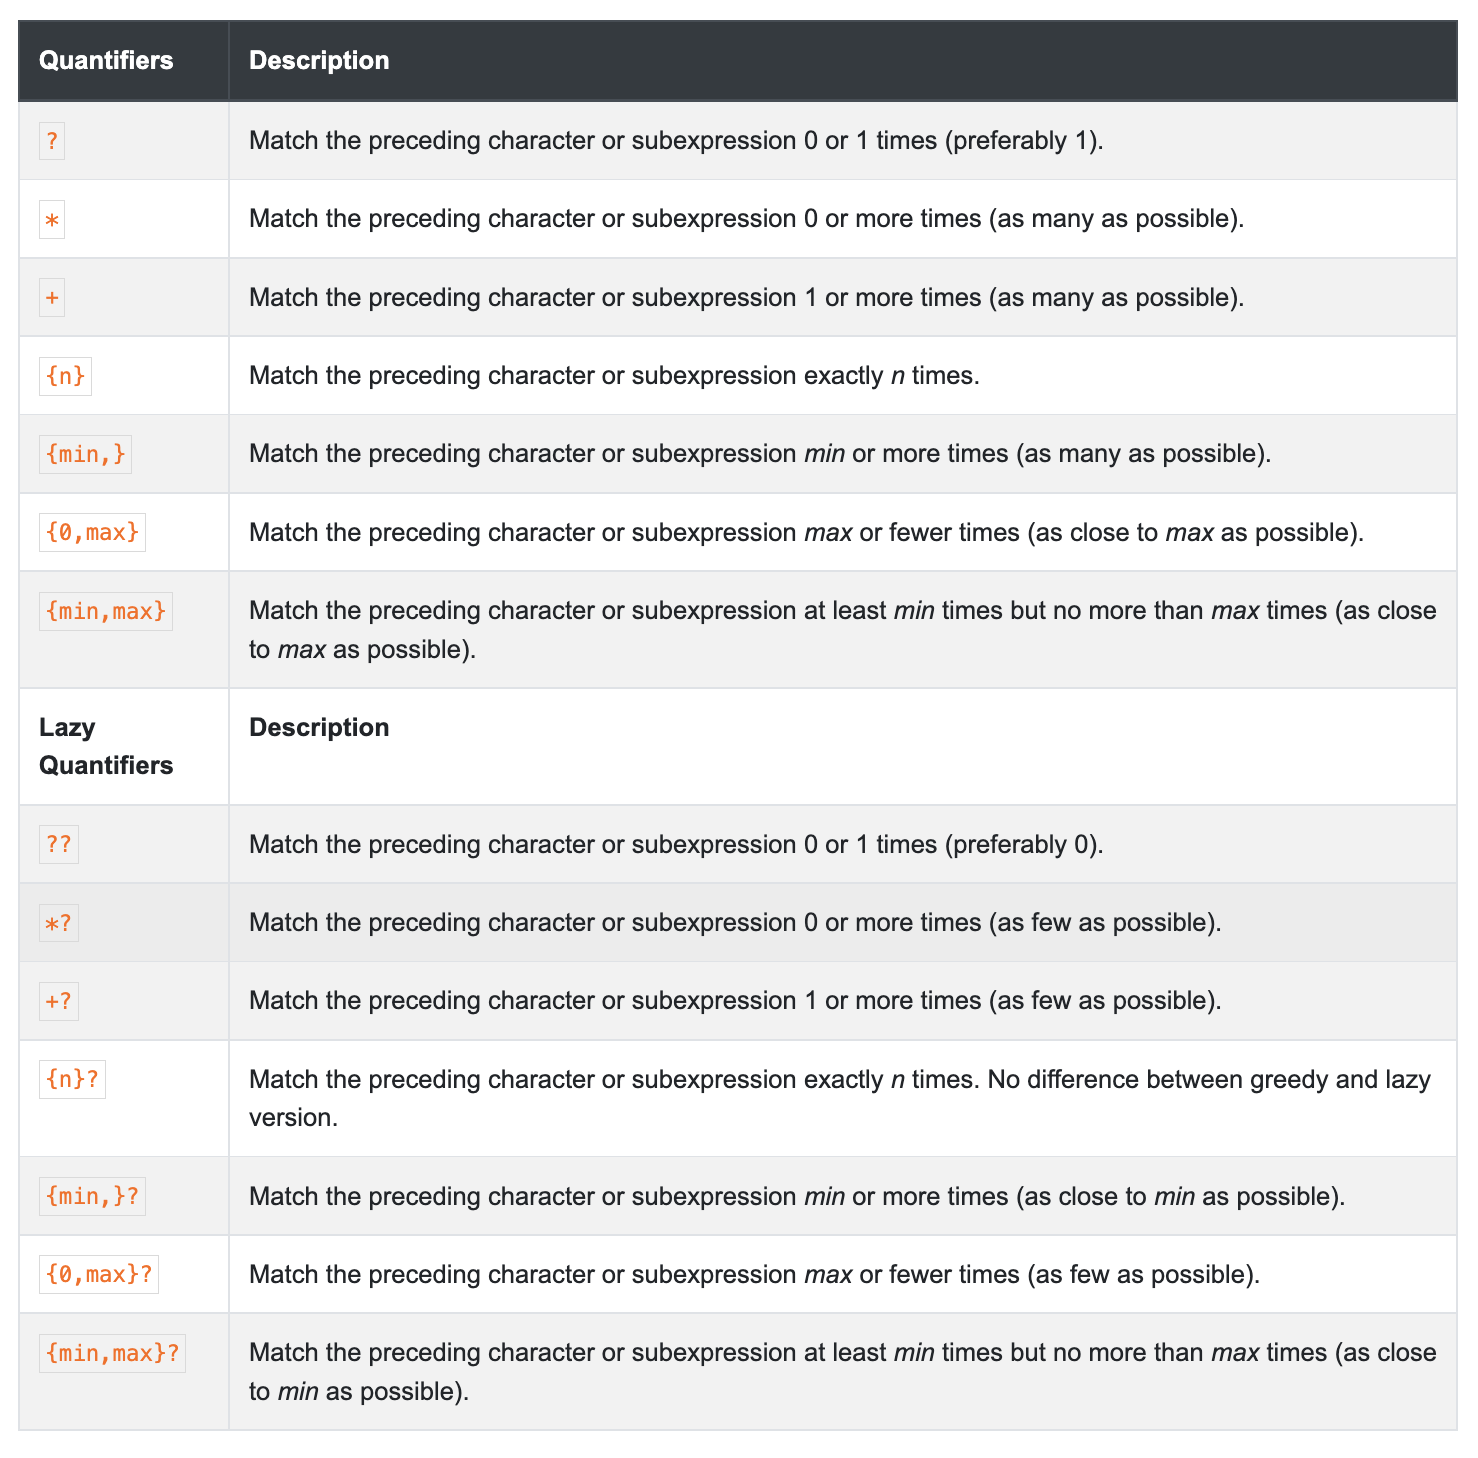 Quantifiers Description
? Match the preceding character or subexpression 0 or 1 times (preferably 1).
* Match the preceding character or subexpression 0 or more times (as many as possible).
+ Match the preceding character or subexpression 1 or more times (as many as possible).
{n} Match the preceding character or subexpression exactly n times.
{min,} Match the preceding character or subexpression min or more times (as many as possible).
{0,max} Match the preceding character or subexpression max or fewer times (as close to max as possible).
{min,max} Match the preceding character or subexpression at least min times but no more than max times (as close
to max as possible).
Lazy Description
Quantifiers
?? Match the preceding character or subexpression 0 or 1 times (preferably 0).
*? Match the preceding character or subexpression 0 or more times (as few as possible).
+? Match the preceding character or subexpression 1 or more times (as few as possible).
{n}? Match the preceding character or subexpression exactly n times. No difference between greedy and lazy
version.
{min,}? Match the preceding character or subexpression min or more times (as close to min as possible).
{0,max}? Match the preceding character or subexpression max or fewer times (as few as possible).
{min,max}? Match the preceding character or subexpression at least min times but no more than max times (as close
to min as possible).